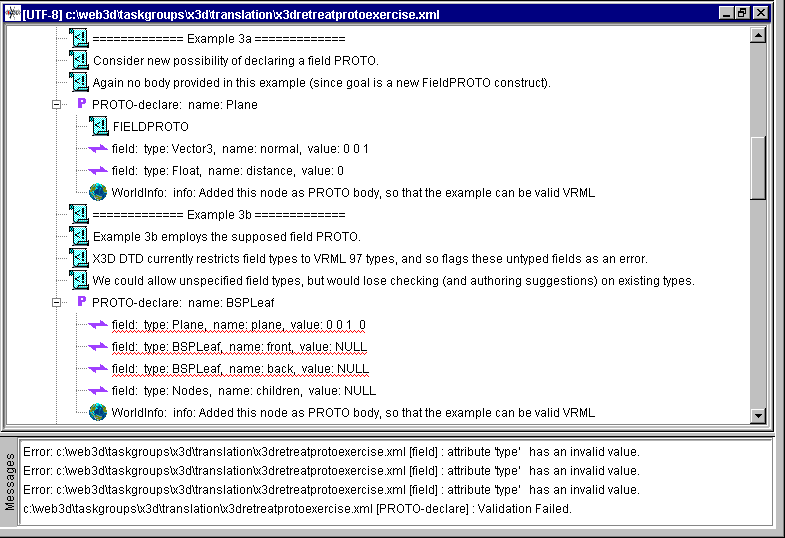 [UTF-8] c:\web3d\taskgroups\x3d\translation\x3dretreatprotoexercise.xml
============= Example 3a =============
Consider new possibility of declaring a field PROTO.
Again no body provided in this example (since goal is a new FieldPROTO construct).
P PROTO-declare: name: Plane
FIELDPROTO
field: type: Vector3, name: normal, value: 0 0 1
field: type: Float, name: distance, value: 0
WorldInfo: info: Added this node as PROTO body, so that the example can be valid VRML
============= Example 3b =============
Example 3b employs the supposed field PROTO.
X3D DTD currently restricts field types to VRML 97 types, and so flags these untyped fields as an error.
We could allow unspecified field types, but would lose checking (and authoring suggestions) on existing types.
P PROTO-declare: name: BSPLeaf
field: type: Plane, name: plane, value: 0 0 1 0
field: type: BSPLeaf, name: front, value: NULL
field: type: BSPLeaf, name: back, value: NULL
field: type: Nodes, name: children, value: NULL
WorldInfo: info: Added this node as PROTO body, so that the example can be valid VRML
Messages
Error: c:\web3d\taskgroups\x3d\translation\x3dretreatprotoexercise.xml [field] : attribute 'type' has an invalid value.
Error: c:\web3d\taskgroups\x3d\translation\x3dretreatprotoexercise.xml [field] : attribute 'type' has an invalid value.
Error: c:\web3d\taskgroups\x3d\translation\x3dretreatprotoexercise.xml [field] : attribute 'type' has an invalid value.
c:\web3d\taskgroups\x3d\translation\x3dretreatprotoexercise.xml [PROTO-declare] : Validation Failed.